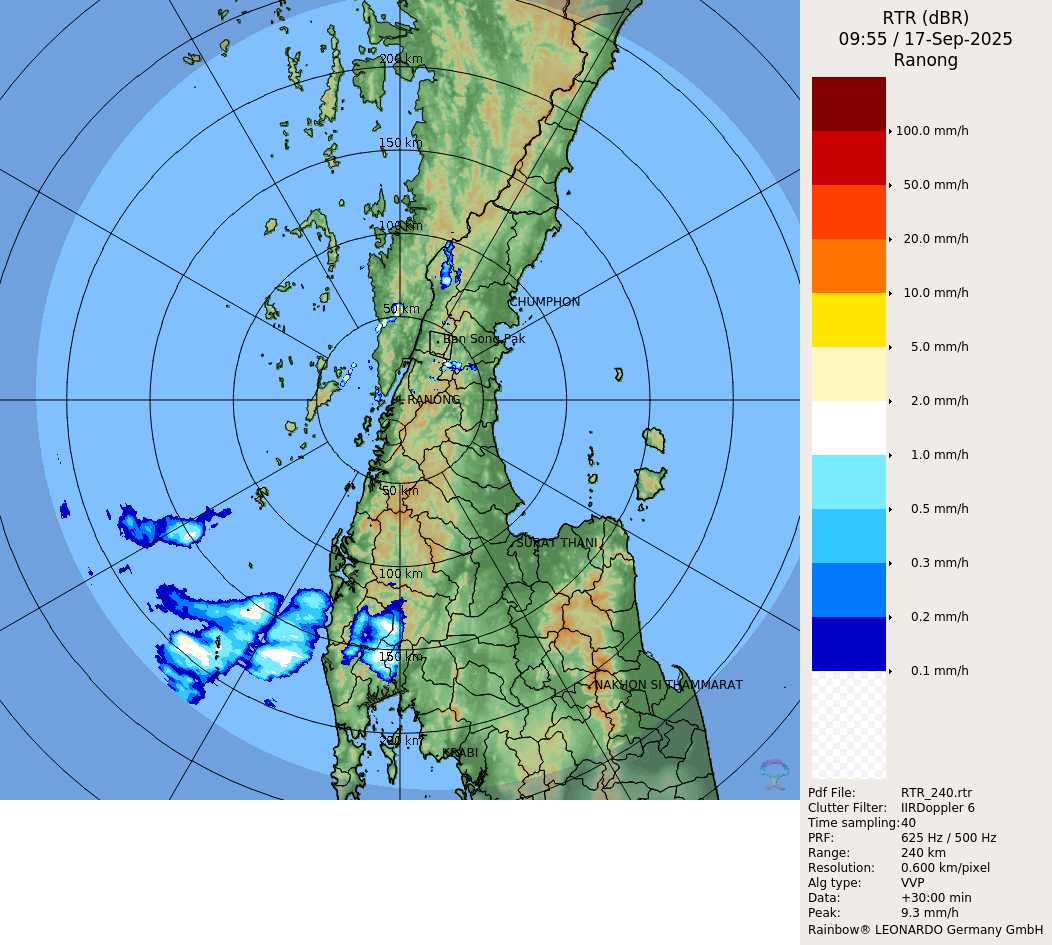 RTR (dBR)
09:55 / 17-Sep-2025
Ranong
100.0 mm/h
50.0 mm/h
20.0 mm/h
10.0 mm/h
5.0 mm/h
2.0 mm/h
1.0 mm/h
0.5 mm/h
0.3 mm/h
0.2 mm/h
0.1 mm/h
Pdf File: RTR_240.rtr
Clutter Filter: IIRDoppler 6
Time sampling: 40
PRF: 625 Hz / 500 Hz
Range: 240 km
Resolution: 0.600 km/pixel
Alg type: VVP
Data: +30:00 min
Peak: 9.3 mm/h
Rainbow® LEONARDO Germany GmbH
200 km
150 km
100 km
50 km
CHUMPHON
Ban Song Pak
RANONG
50 km
SURAT THANI
100 km
150 km
NAKHON SI THAMMARAT
200 km
KRABI